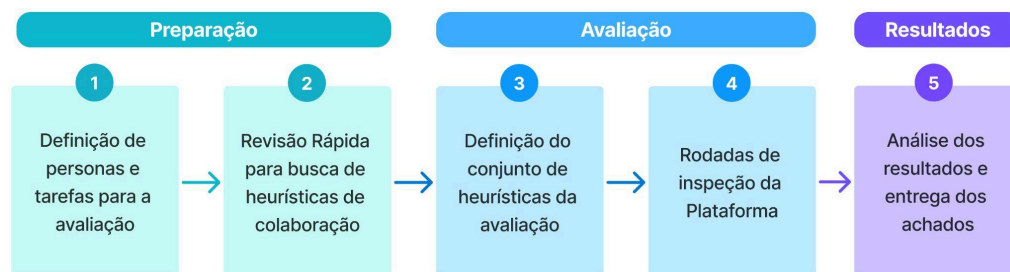 Preparação
Avaliação
Resultados
1
Definição de
personas e
tarefas para a
avaliação
2
Revisão Rápida
para busca de
heurísticas de
colaboração
3
Definição do
conjunto de
heurísticas da
avaliação
4
Rodadas de
inspeção da
Plataforma
5
Análise dos
resultados e
entrega dos
achados